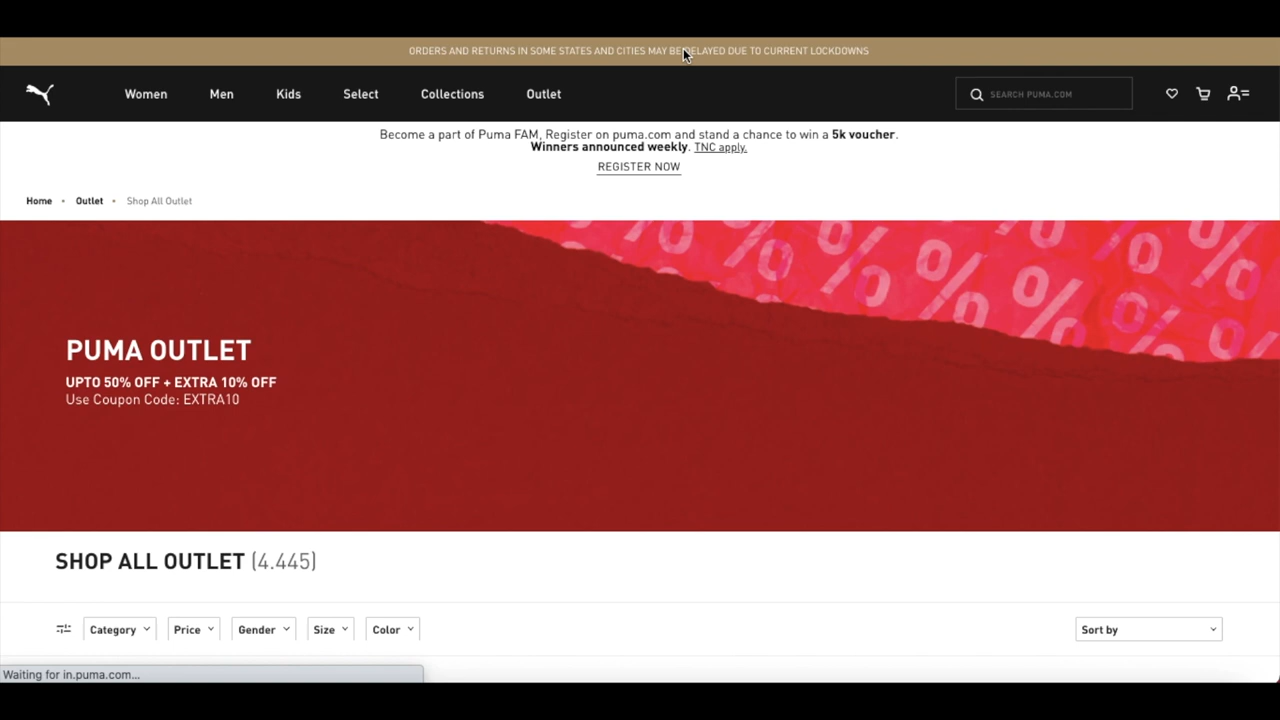 ORDERS AND RETURNS IN SOME STATES AND CITIES MAY BE DELAYED DUE TO CURRENT LOCKDOWNS
Women Men Kids Select Collections Outlet SEARCH PUMA.COM
Become a part of Puma FAM, Register on puma.com and stand a chance to win a 5k voucher.
Winners announced weekly. TNC apply.
REGISTER NOW
Home • Outlet • Shop All Outlet
% % % % % % % % %
PUMA OUTLET
UPTO 50% OFF + EXTRA 10% OFF
Use Coupon Code: EXTRA10
SHOP ALL OUTLET (4.445)
Category Price Gender Size Color Sort by
Waiting for in.puma.com...